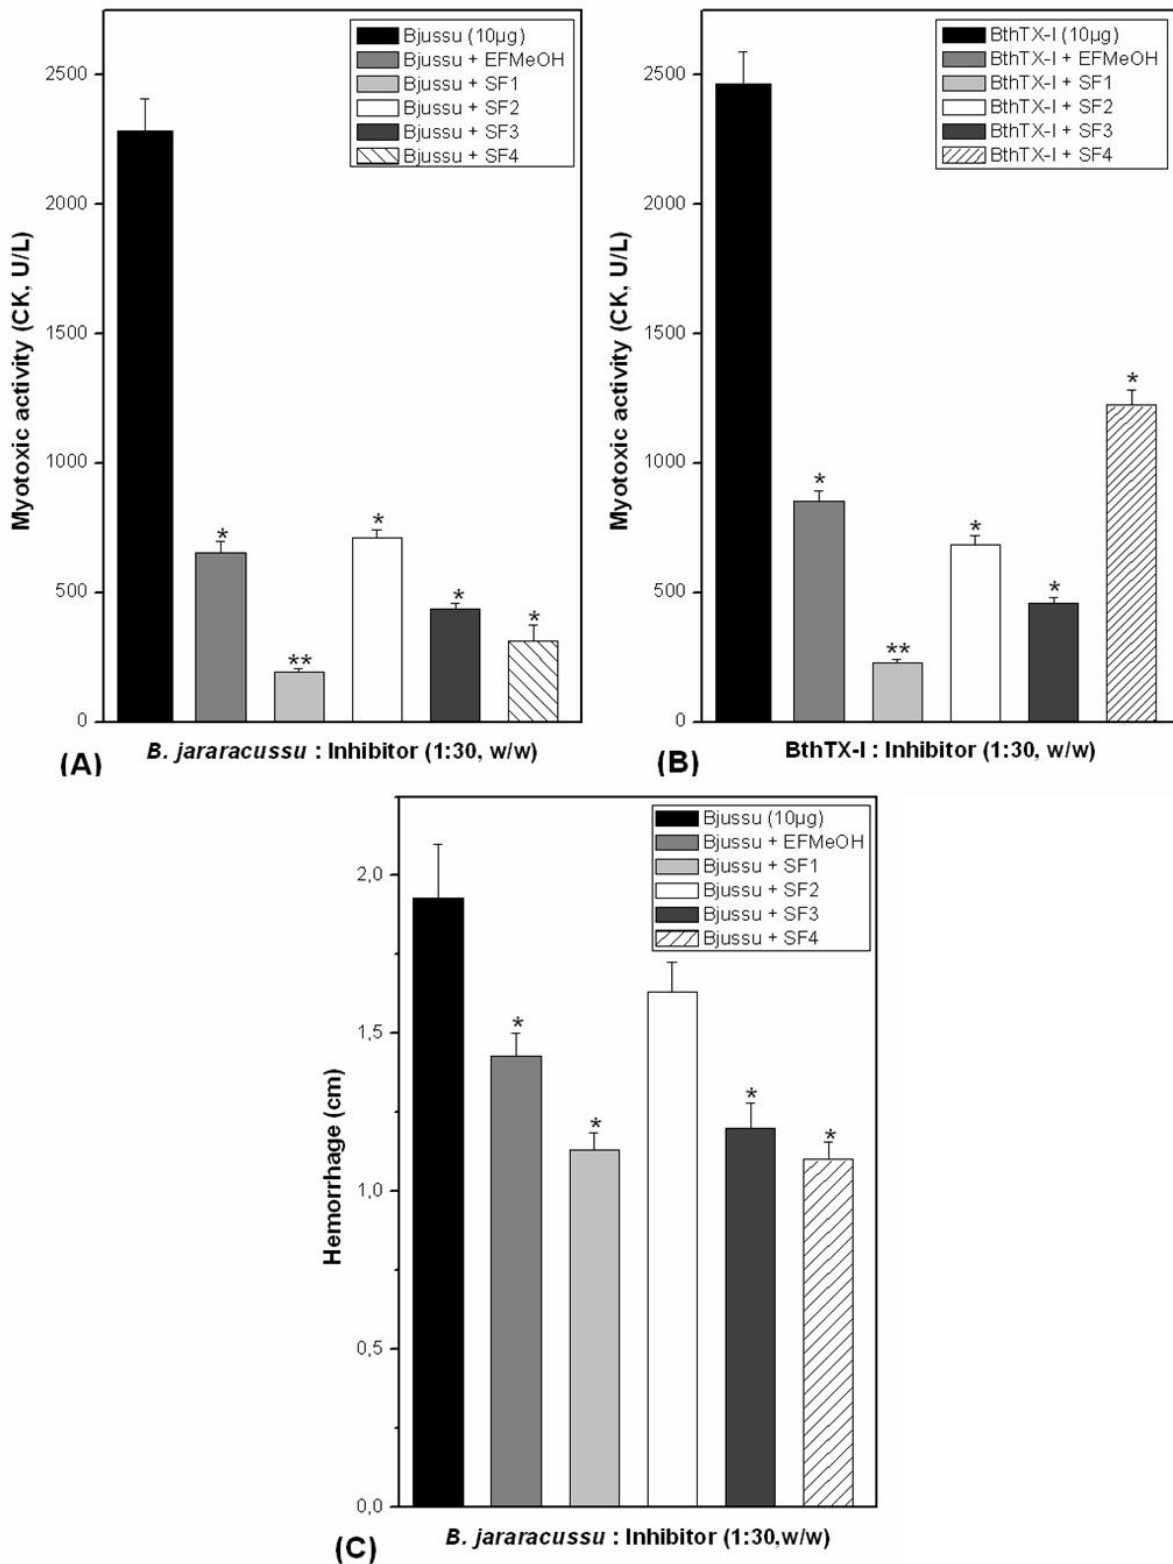 Bjussu (10µg)
Bjussu + EFMeOH
Bjussu + SF1
Bjussu + SF2
Bjussu + SF3
Bjussu + SF4
Myotoxic activity (CK, U/L)
2500
2000
1500
1000
500
0
*
**
*
*
*
(A)
B. jararacussu : Inhibitor (1:30, w/w)
BthTX-I (10µg)
BthTX-I + EFMeOH
BthTX-I + SF1
BthTX-I + SF2
BthTX-I + SF3
BthTX-I + SF4
Myotoxic activity (CK, U/L)
2500
2000
1500
1000
500
0
*
**
*
*
*
(B)
BthTX-I : Inhibitor (1:30, w/w)
Bjussu (10µg)
Bjussu + EFMeOH
Bjussu + SF1
Bjussu + SF2
Bjussu + SF3
Bjussu + SF4
Hemorrhage (cm)
2,0
1,5
1,0
0,5
0,0
*
*
*
*
(C)
B. jararacussu : Inhibitor (1:30,w/w)